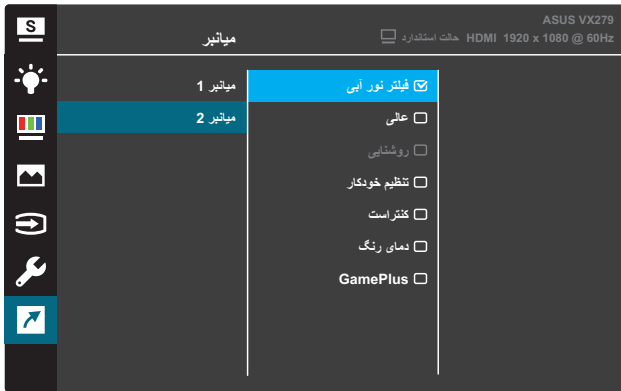 S
ASUS VX279
میانبر
حالت استاندارد HDMI 1920 x 1080 @ 60Hz
میانبر 1
میانبر 2
فیلتر نور آبی
عالی
روشنایی
تنظیم خودکار
کنتراست
دمای رنگ
GamePlus